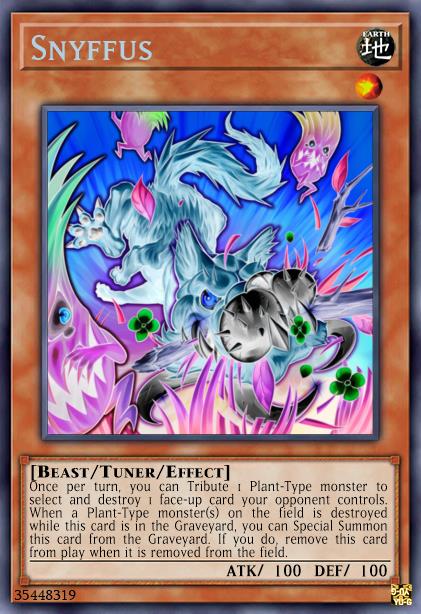 Snyffus
EARTH
地
[Beast/Tuner/Effect]
Once per turn, you can Tribute 1 Plant-Type monster to
select and destroy 1 face-up card your opponent controls.
When a Plant-Type monster(s) on the field is destroyed
while this card is in the Graveyard, you can Special Summon
this card from the Graveyard. If you do, remove this card
from play when it is removed from the field.
ATK/ 100 DEF/ 100
35448319